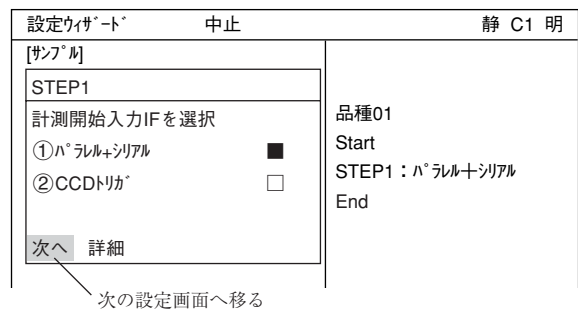 設定ｳｨｻﾞｰﾄﾞ 中止 静 C1 明
[ｻﾝﾌﾟﾙ]
STEP1
計測開始入力IFを選択
①ﾊﾟﾗﾚﾙ+ｼﾘｱﾙ ■
②CCDﾄﾘｶﾞ □
次へ 詳細
品種01
Start
STEP1：ﾊﾟﾗﾚﾙ＋ｼﾘｱﾙ
End
次の設定画面へ移る